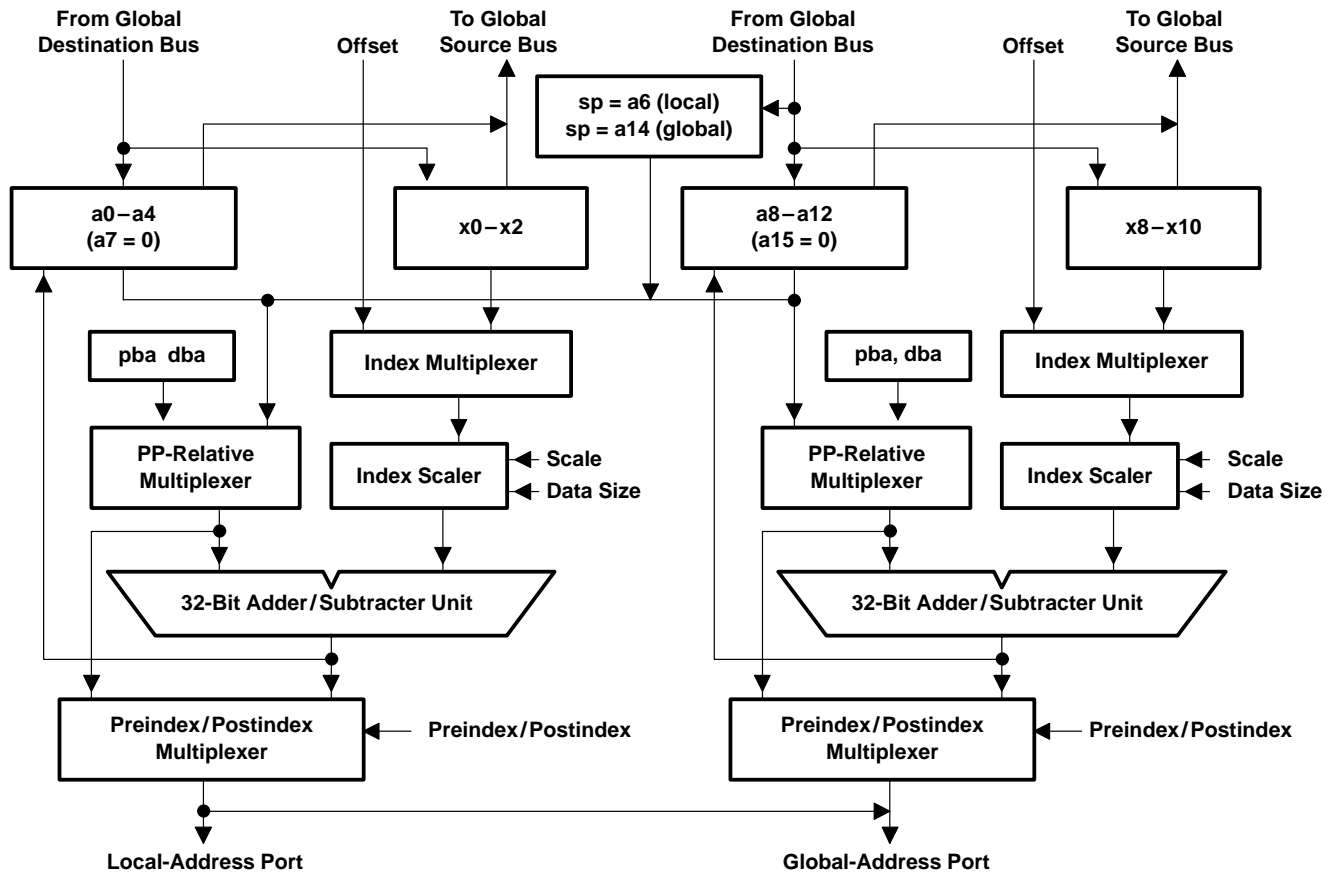 From Global
Destination Bus
Offset
To Global
Source Bus
From Global
Destination Bus
Offset
To Global
Source Bus
sp = a6 (local)
sp = a14 (global)
a0–a4
(a7 = 0)
x0–x2
a8–a12
(a15 = 0)
x8–x10
pba dba
Index Multiplexer
pba, dba
Index Multiplexer
PP-Relative
Multiplexer
Index Scaler
Scale
Data Size
PP-Relative
Multiplexer
Index Scaler
Scale
Data Size
32-Bit Adder/Subtracter Unit
32-Bit Adder/Subtracter Unit
Preindex/Postindex
Multiplexer
Preindex/Postindex
Preindex/Postindex
Multiplexer
Preindex/Postindex
Local-Address Port
Global-Address Port